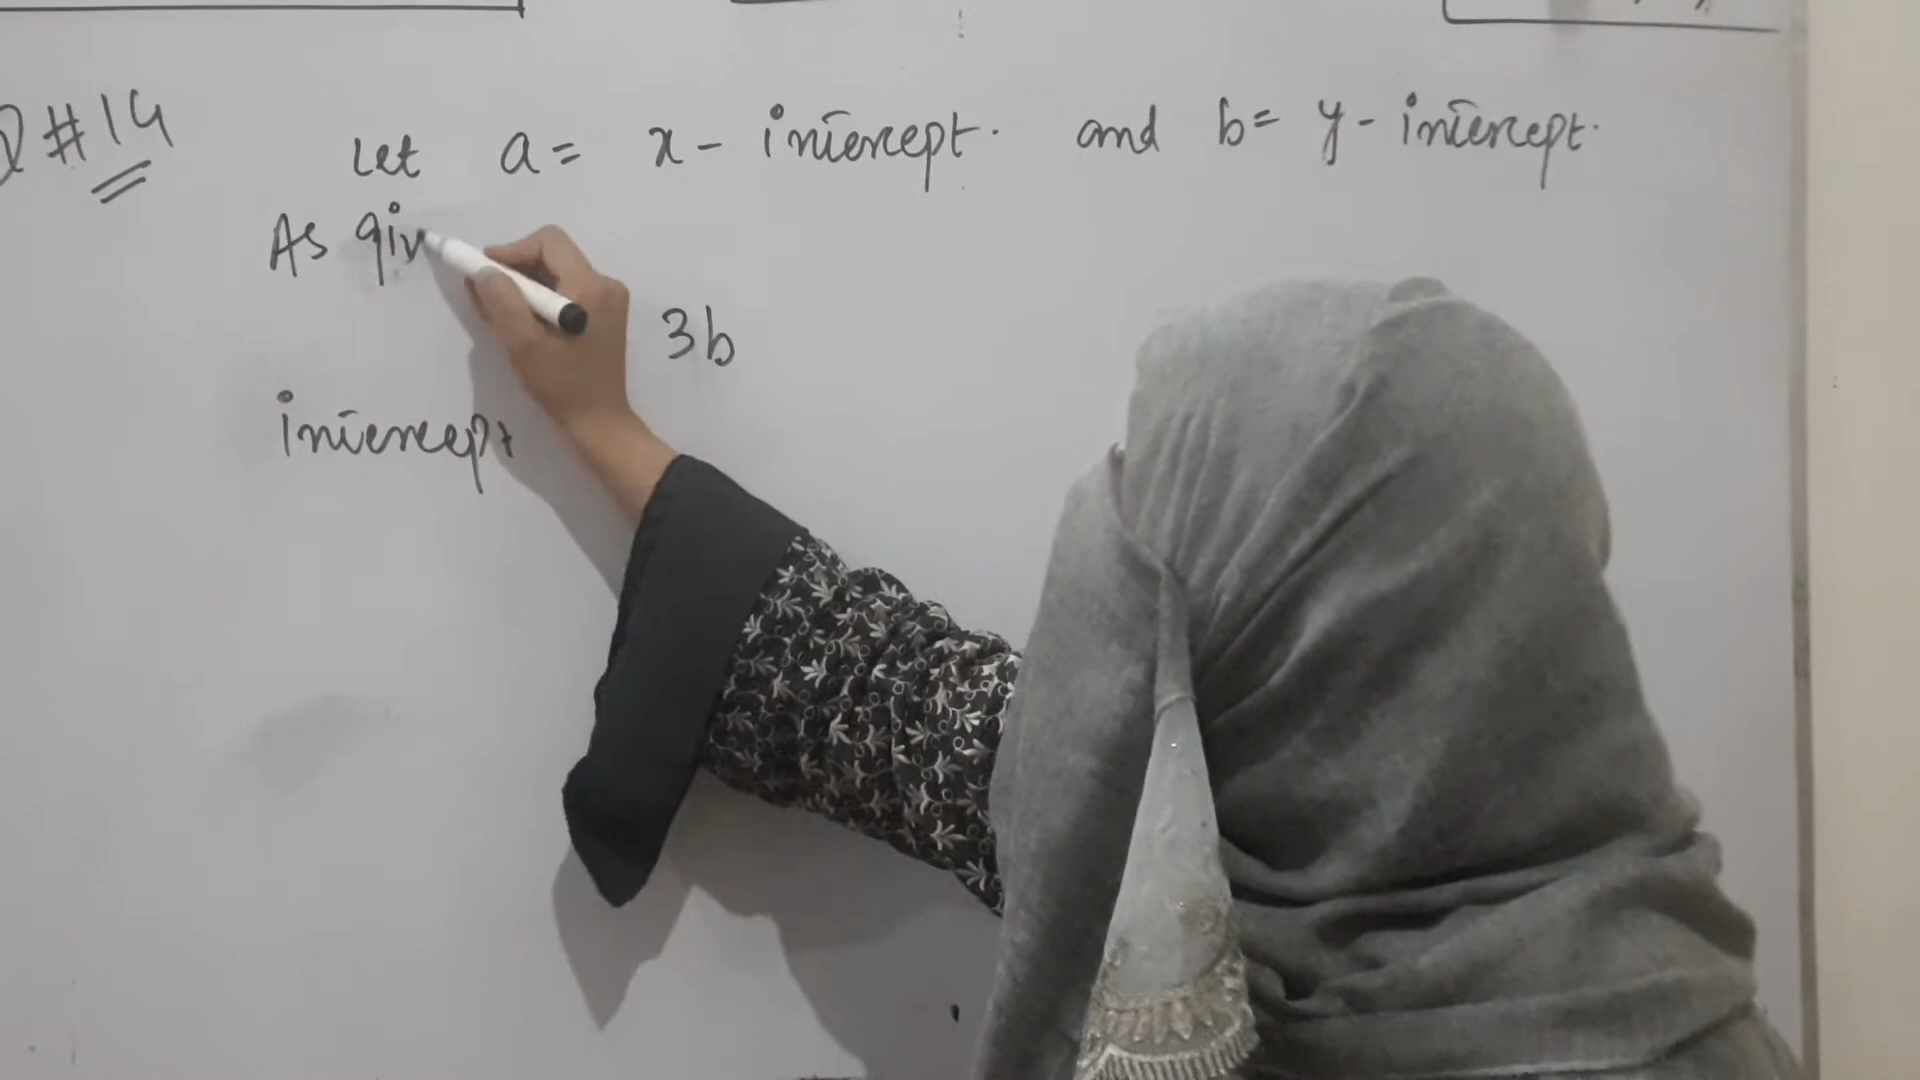 Q#14
Let a = x - intercept. and b = y - intercept.
As giv
3b
intercept